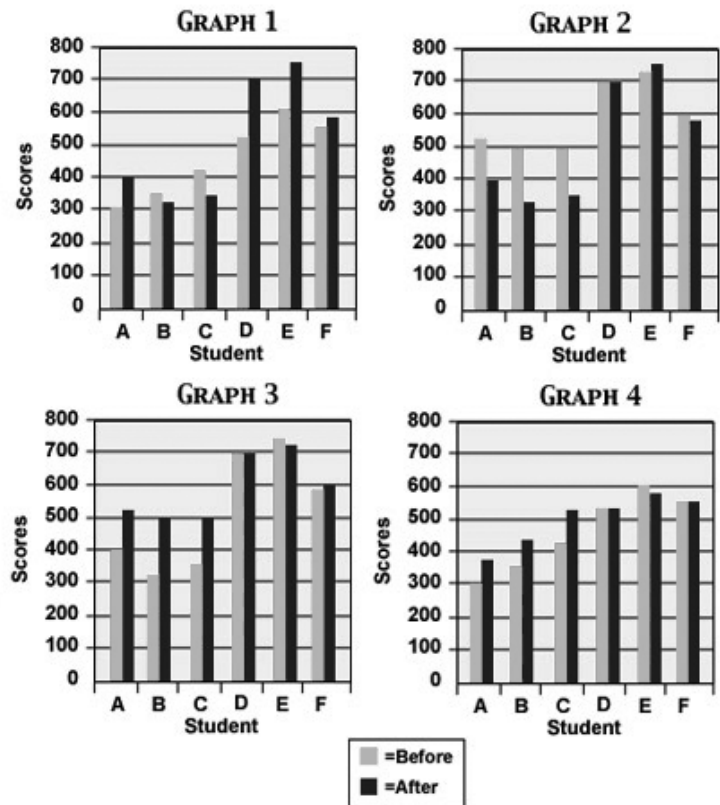 GRAPH 1
800
700
600
500
400
300
200
100
0
Scores
A B C D E F
Student
GRAPH 2
800
700
600
500
400
300
200
100
0
Scores
A B C D E F
Student
GRAPH 3
800
700
600
500
400
300
200
100
0
Scores
A B C D E F
Student
GRAPH 4
800
700
600
500
400
300
200
100
0
Scores
A B C D E F
Student
=Before
=After